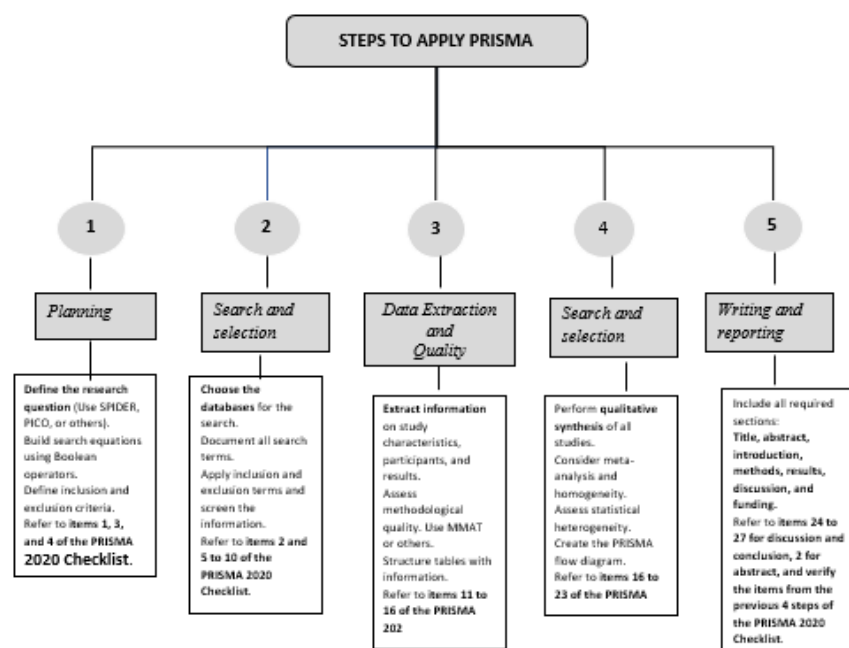 STEPS TO APPLY PRISMA
1
Planning
Define the research
question (Use SPIDER,
PICO, or others).
Build search equations
using Boolean
operators.
Define inclusion and
exclusion criteria.
Refer to items 1, 3,
and 4 of the PRISMA
2020 Checklist.
2
Search and
selection
Choose the
databases for the
search.
Document all search
terms.
Apply inclusion and
exclusion terms and
screen the
information.
Refer to items 2 and
5 to 10 of the
PRISMA 2020
Checklist.
3
Data Extraction
and
Quality
Extract information
on study
characteristics,
participants, and
results.
Assess
methodological
quality. Use MMAT
or others.
Structure tables with
information.
Refer to items 11 to
16 of the PRISMA
202
4
Search and
selection
Perform qualitative
synthesis of all
studies.
Consider meta-
analysis and
homogeneity.
Assess statistical
heterogeneity.
Create the PRISMA
flow diagram.
Refer to items 16 to
23 of the PRISMA
5
Writing and
reporting
Include all required
sections:
Title, abstract,
introduction,
methods, results,
discussion, and
funding.
Refer to items 24 to
27 for discussion and
conclusion, 2 for
abstract, and verify
the items from the
previous 4 steps of
the PRISMA 2020
Checklist.